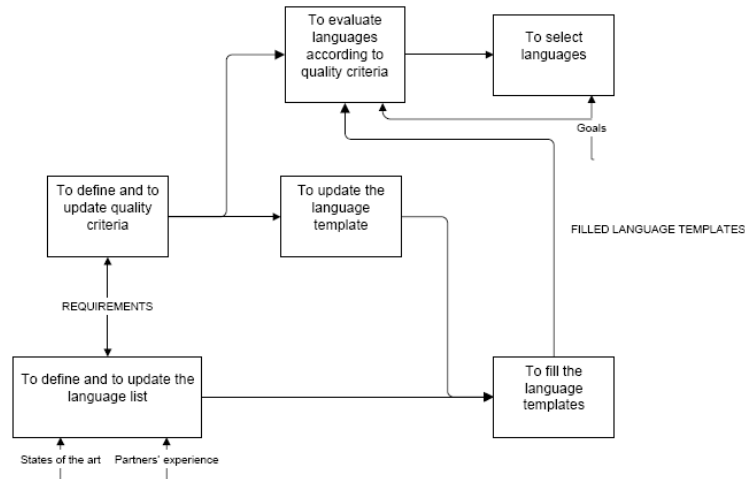 To evaluate
languages
according to
quality criteria
To select
languages
Goals
To define and to
update quality
criteria
To update the
language
template
FILLED LANGUAGE TEMPLATES
REQUIREMENTS
To define and to update the
language list
To fill the
language
templates
States of the art
Partners' experience